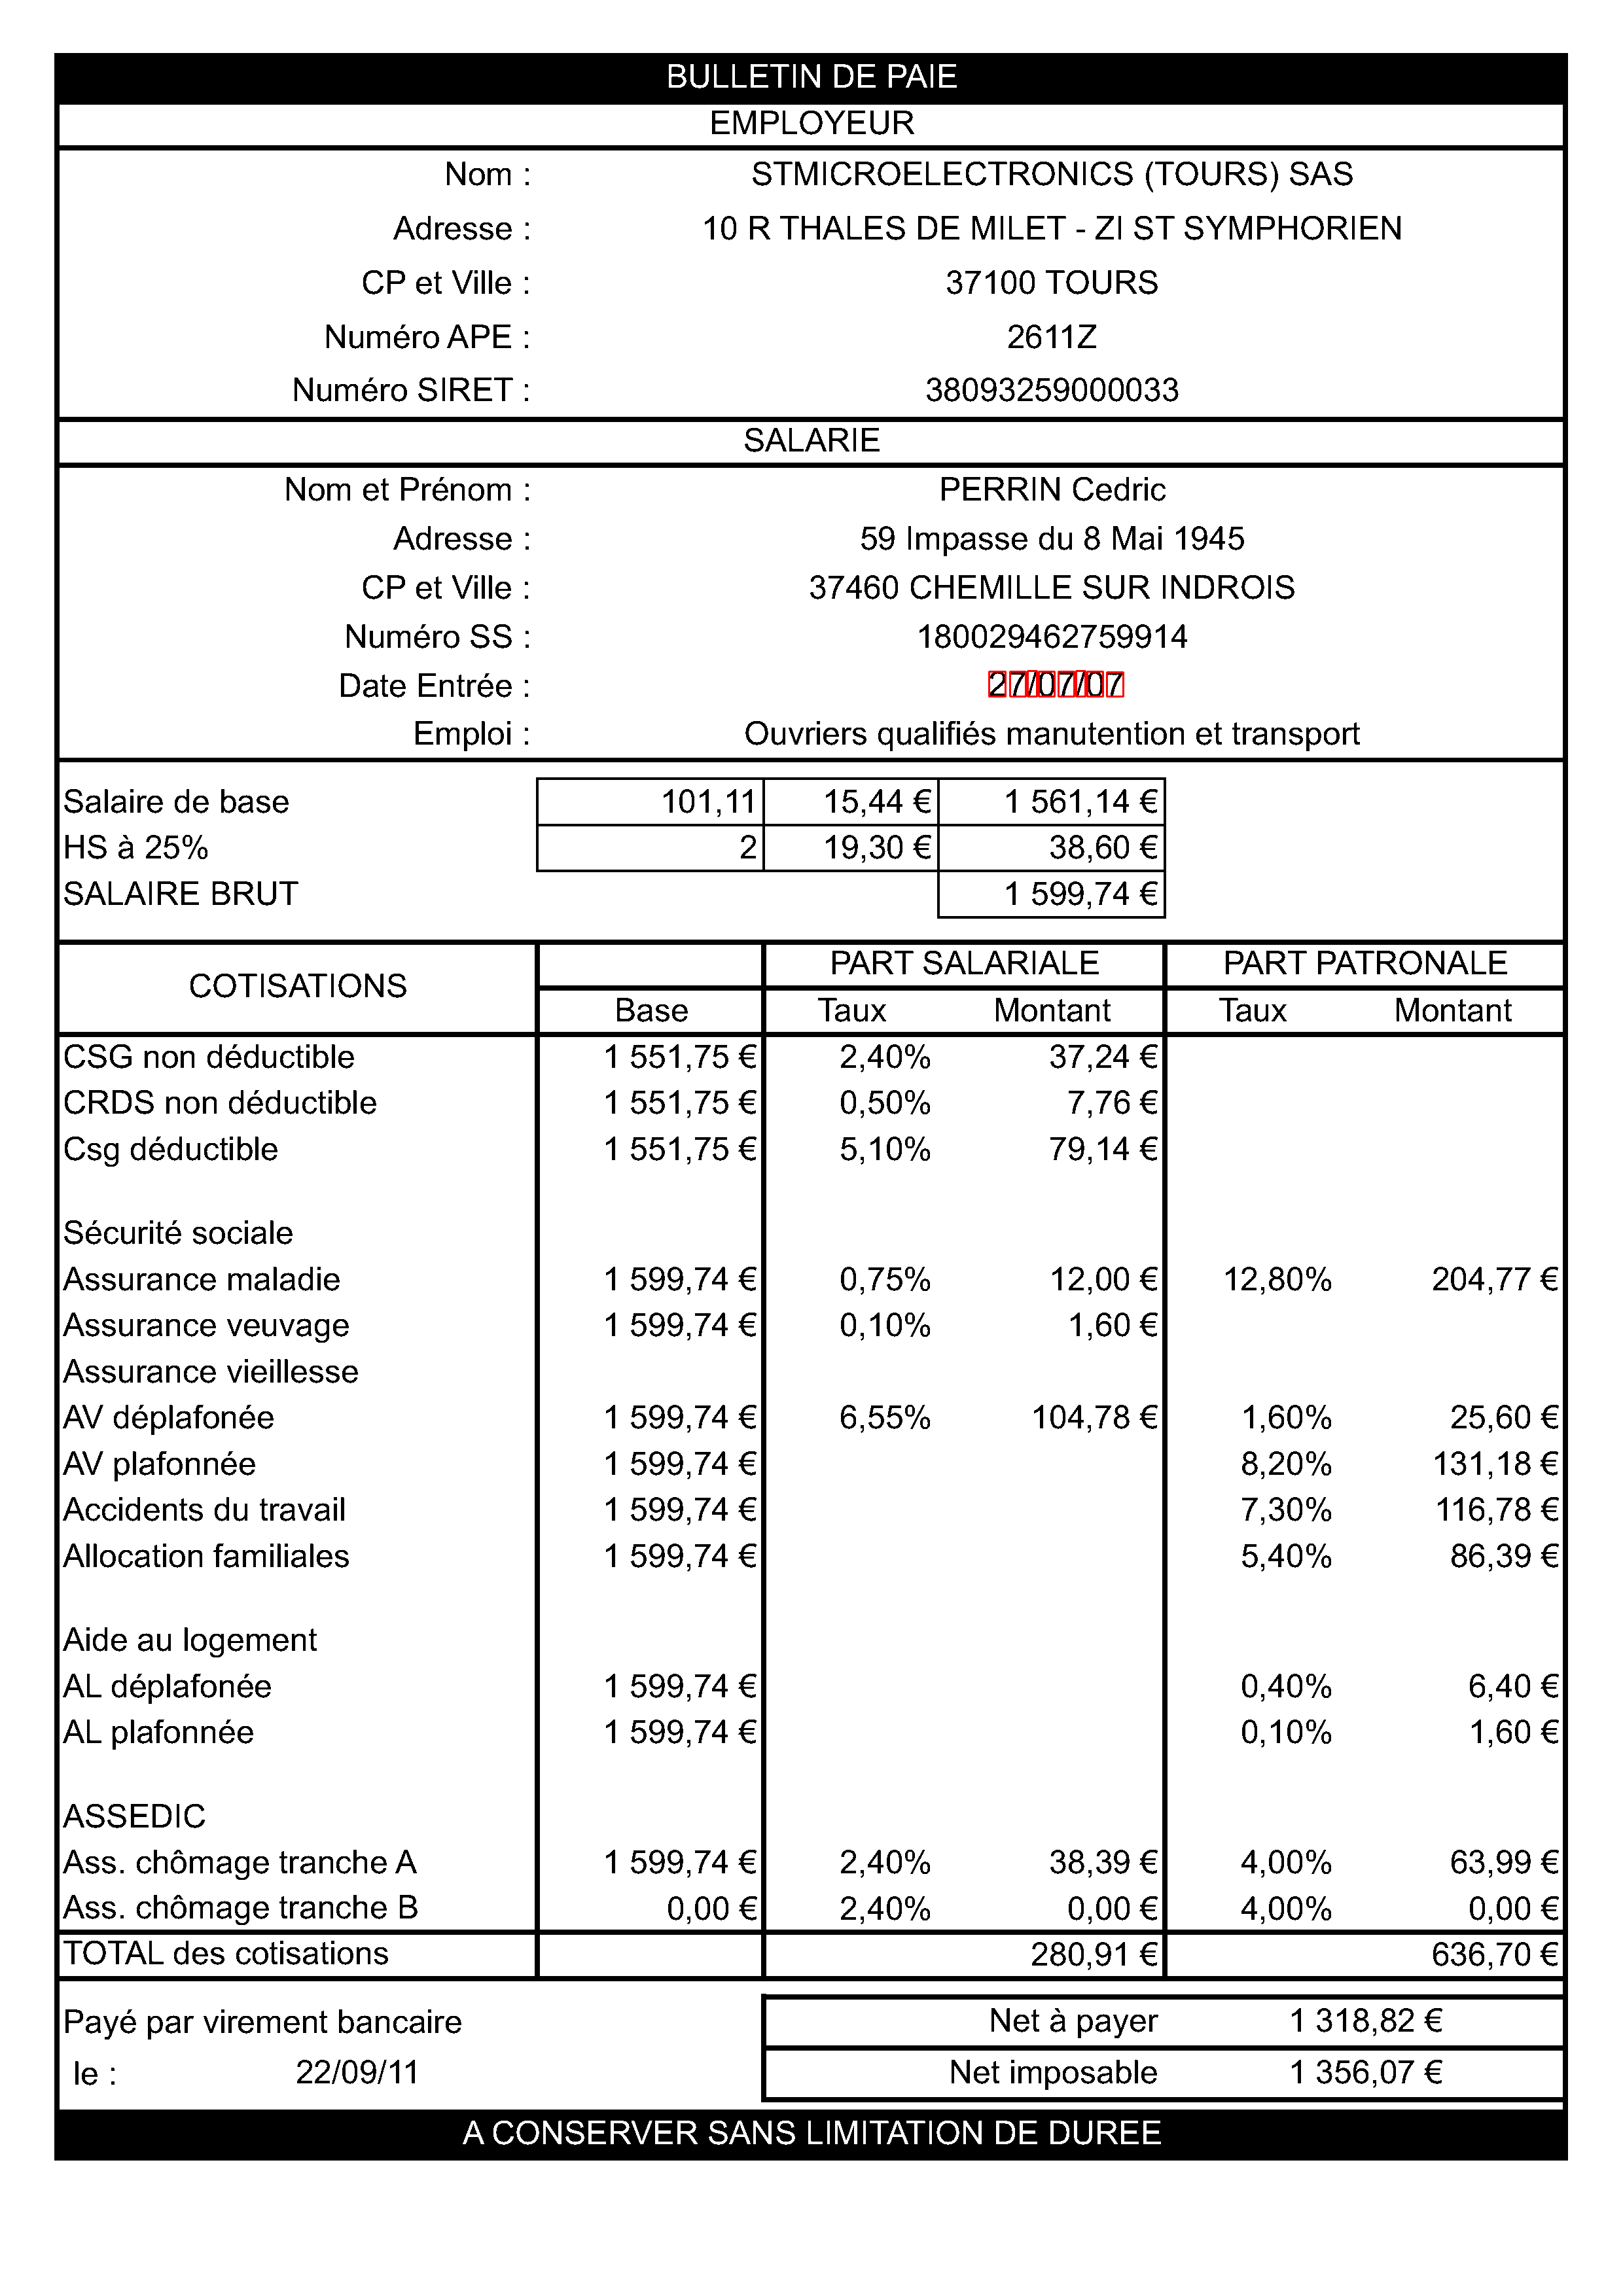 BULLETIN DE PAIE
EMPLOYEUR
Nom : STMICROELECTRONICS (TOURS) SAS
Adresse : 10 R THALES DE MILET - ZI ST SYMPHORIEN
CP et Ville : 37100 TOURS
Numéro APE : 2611Z
Numéro SIRET : 38093259000033
SALARIE
Nom et Prénom : PERRIN Cedric
Adresse : 59 Impasse du 8 Mai 1945
CP et Ville : 37460 CHEMILLE SUR INDROIS
Numéro SS : 180029462759914
Date Entrée : 27/07/07
Emploi : Ouvriers qualifiés manutention et transport
Salaire de base 101,11 15,44 € 1 561,14 €
HS à 25% 2 19,30 € 38,60 €
SALAIRE BRUT 1 599,74 €
COTISATIONS PART SALARIALE PART PATRONALE
Base Taux Montant Taux Montant
CSG non déductible 1 551,75 € 2,40% 37,24 €
CRDS non déductible 1 551,75 € 0,50% 7,76 €
Csg déductible 1 551,75 € 5,10% 79,14 €
Sécurité sociale
Assurance maladie 1 599,74 € 0,75% 12,00 € 12,80% 204,77 €
Assurance veuvage 1 599,74 € 0,10% 1,60 €
Assurance vieillesse
AV déplafonée 1 599,74 € 6,55% 104,78 € 1,60% 25,60 €
AV plafonnée 1 599,74 € 8,20% 131,18 €
Accidents du travail 1 599,74 € 7,30% 116,78 €
Allocation familiales 1 599,74 € 5,40% 86,39 €
Aide au logement
AL déplafonée 1 599,74 € 0,40% 6,40 €
AL plafonnée 1 599,74 € 0,10% 1,60 €
ASSEDIC
Ass. chômage tranche A 1 599,74 € 2,40% 38,39 € 4,00% 63,99 €
Ass. chômage tranche B 0,00 € 2,40% 0,00 € 4,00% 0,00 €
TOTAL des cotisations 280,91 € 636,70 €
Payé par virement bancaire Net à payer 1 318,82 €
le : 22/09/11 Net imposable 1 356,07 €
A CONSERVER SANS LIMITATION DE DUREE